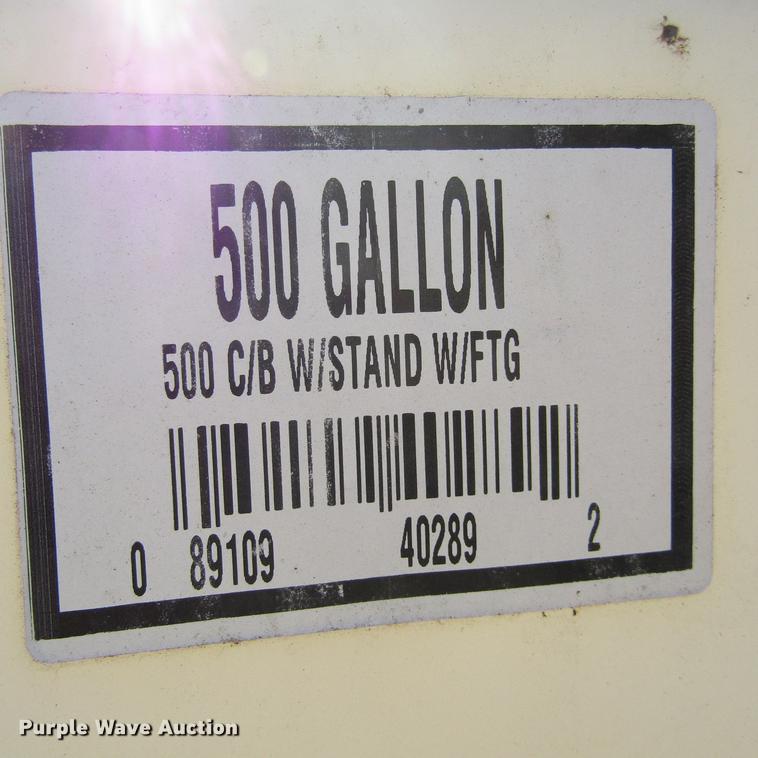 500 GALLON
500 C/B W/STAND W/FTG
0 89109 40289 2
Purple Wave Auction